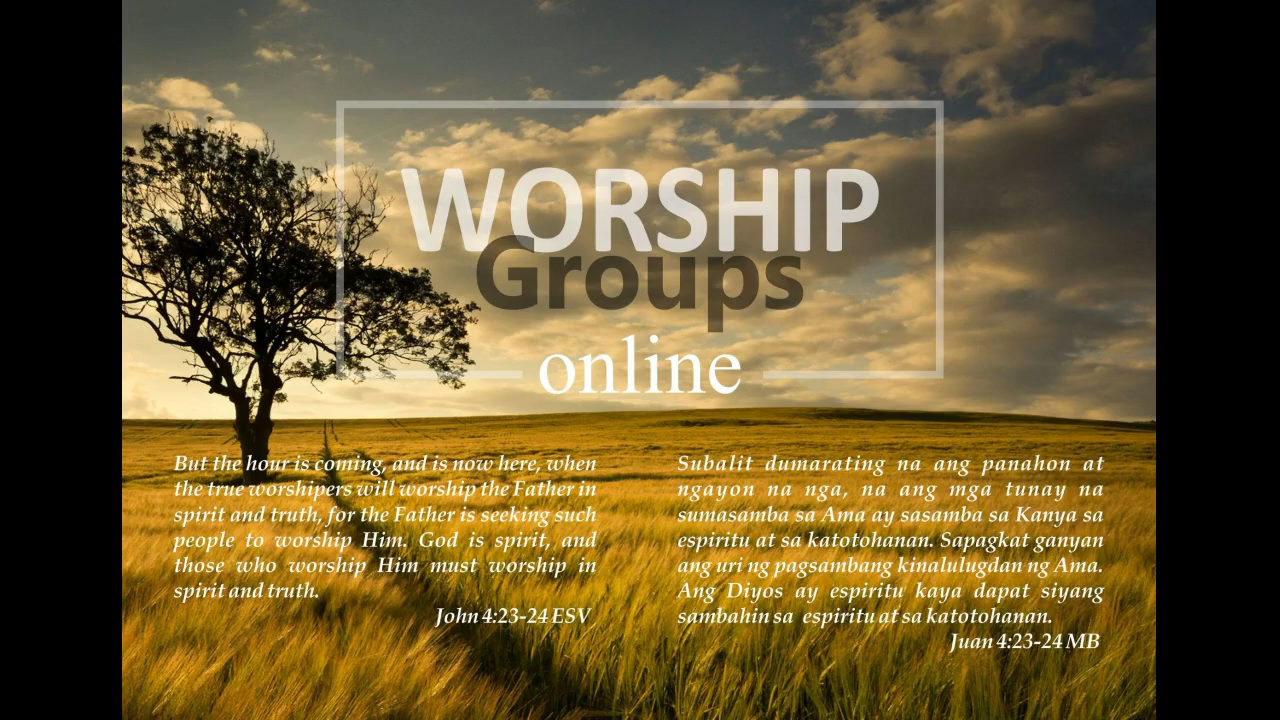 WORSHIP
Groups
online
But the hour is coming, and is now here, when
the true worshipers will worship the Father in
spirit and truth, for the Father is seeking such
people to worship Him. God is spirit, and
those who worship Him must worship in
spirit and truth.
John 4:23-24 ESV
Subalit dumarating na ang panahon at
ngayon na nga, na ang mga tunay na
sumasamba sa Ama ay sasamba sa Kanya sa
espiritu at sa katotohanan. Sapagkat ganyan
ang uri ng pagsambang kinalulugdan ng Ama.
Ang Diyos ay espiritu kaya dapat siyang
sambahin sa espiritu at sa katotohanan.
Juan 4:23-24 MB